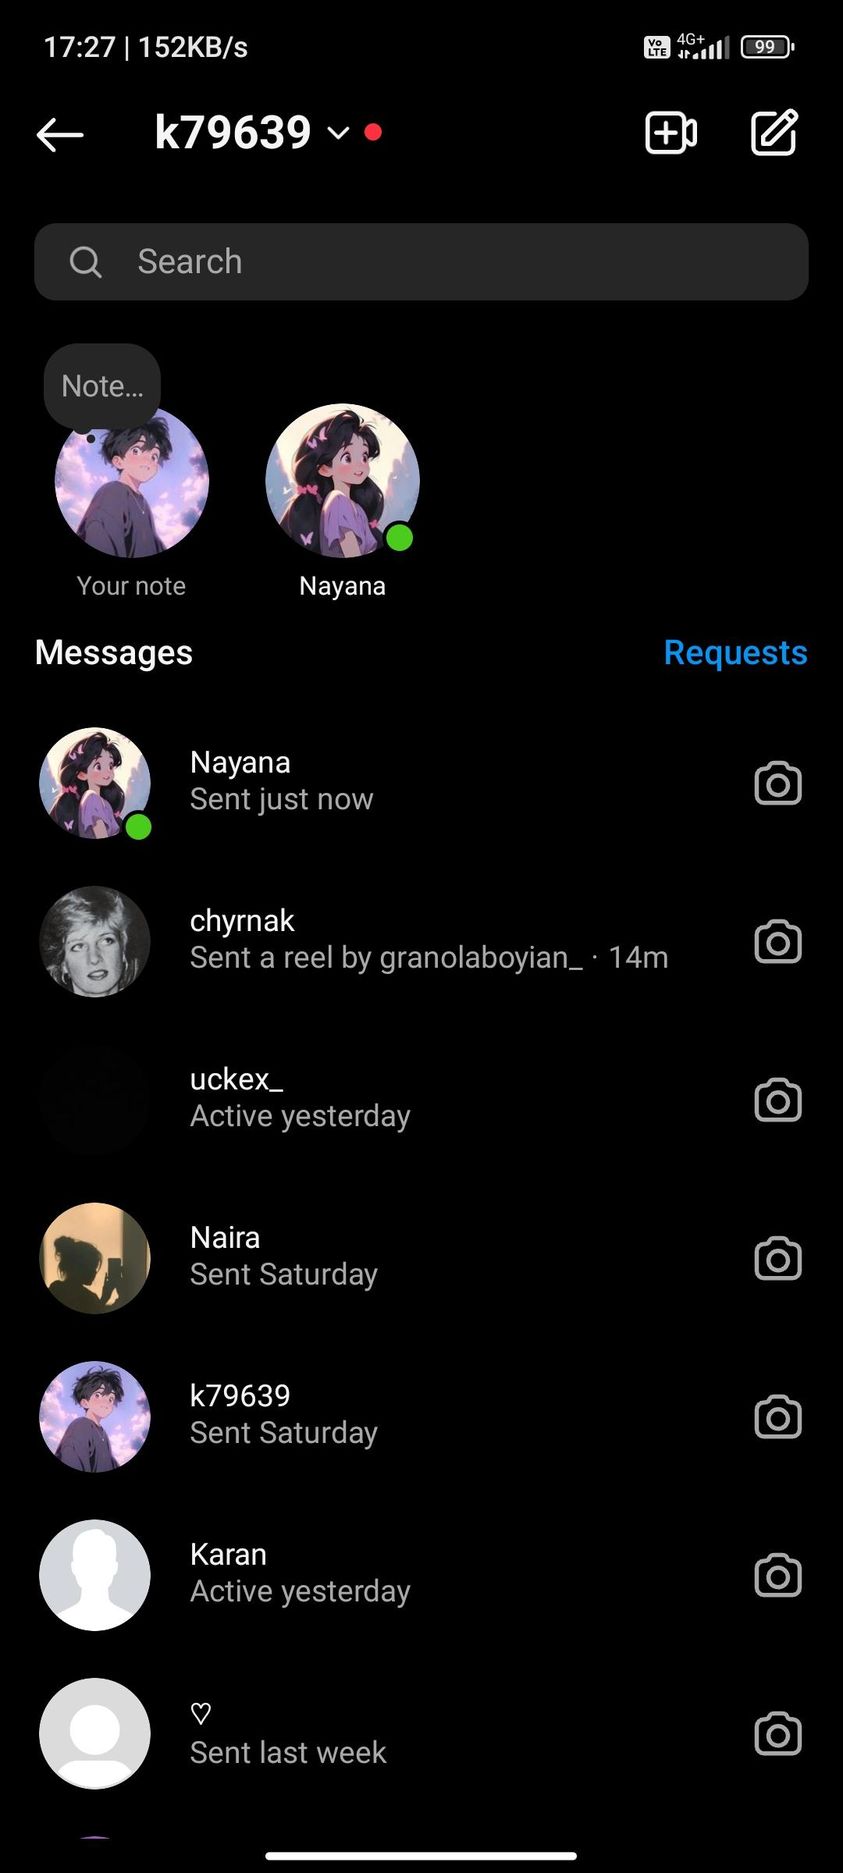 17:27 | 152KB/s
Vo LTE 4G+ 99
k79639
Search
Note...
Your note
Nayana
Messages
Requests
Nayana
Sent just now
chyrnak
Sent a reel by granolaboyian_ · 14m
uckex_
Active yesterday
Naira
Sent Saturday
k79639
Sent Saturday
Karan
Active yesterday
♡
Sent last week